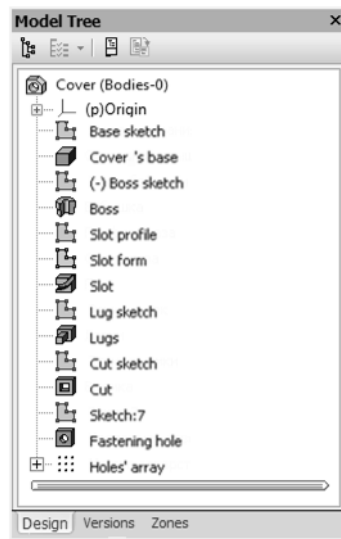 Model Tree
Cover (Bodies-0)
(p)Origin
Base sketch
Cover 's base
(-) Boss sketch
Boss
Slot profile
Slot form
Slot
Lug sketch
Lugs
Cut sketch
Cut
Sketch:7
Fastening hole
Holes' array
Design Versions Zones